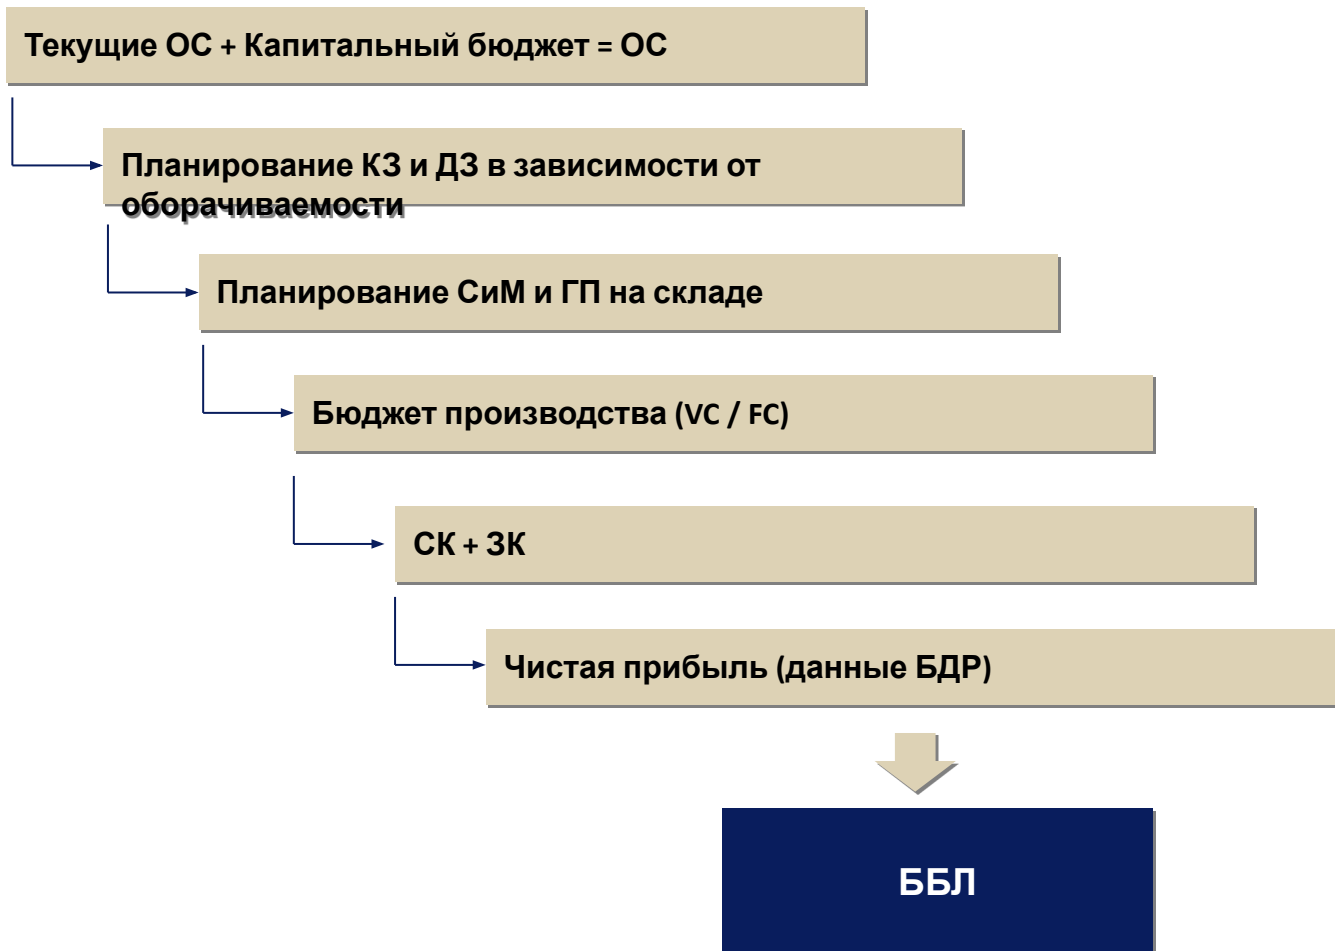 Текущие ОС + Капитальный бюджет = ОС
Планирование КЗ и ДЗ в зависимости от
оборачиваемости
Планирование СиМ и ГП на складе
Бюджет производства (VC / FC)
СК + ЗК
Чистая прибыль (данные БДР)
ББЛ